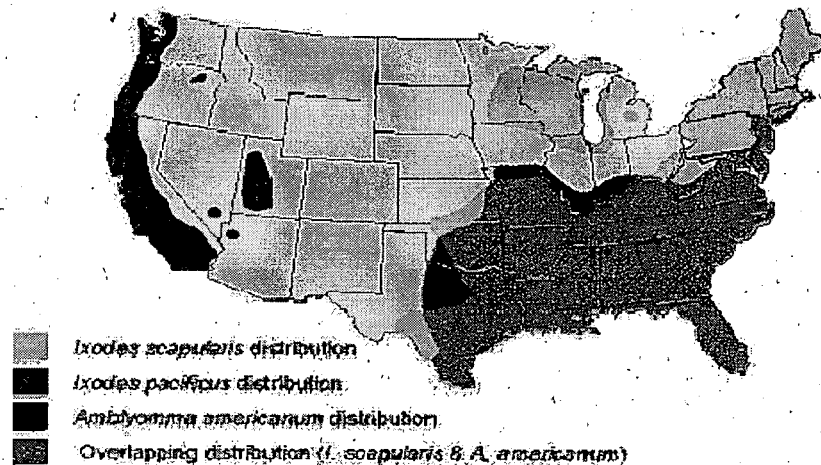 Ixodes scapularis distribution
Ixodes pacificus distribution
Amblyomma americanum distribution
Overlapping distribution (I. scapularis & A. americanum)